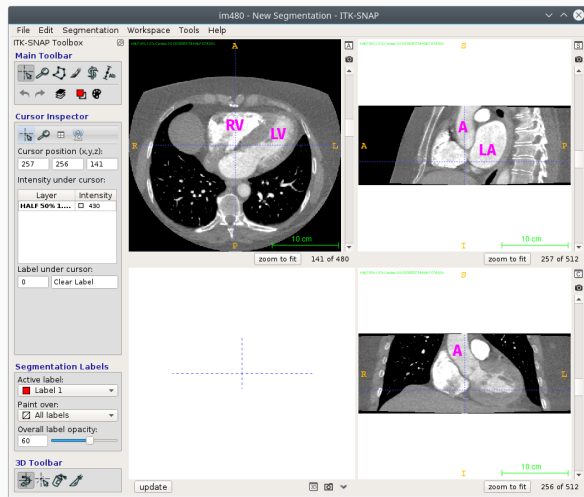 im480 - New Segmentation - ITK-SNAP
File Edit Segmentation Workspace Tools Help
ITK-SNAP Toolbox
Main Toolbar
Cursor Inspector
Cursor position (x,y,z):
257 256 141
Intensity under cursor:
Layer Intensity
HALF 50% 1.... 430
Label under cursor:
0 Clear Label
Segmentation Labels
Active label:
Label 1
Paint over:
All labels
Overall label opacity:
60
3D Toolbar
A
RV
LV
R
L
P
10 cm
zoom to fit 141 of 480
A
S
A
LA
A
P
I
10 cm
zoom to fit 257 of 512
S
update
3D
C
S
A
R
L
I
10 cm
zoom to fit 256 of 512